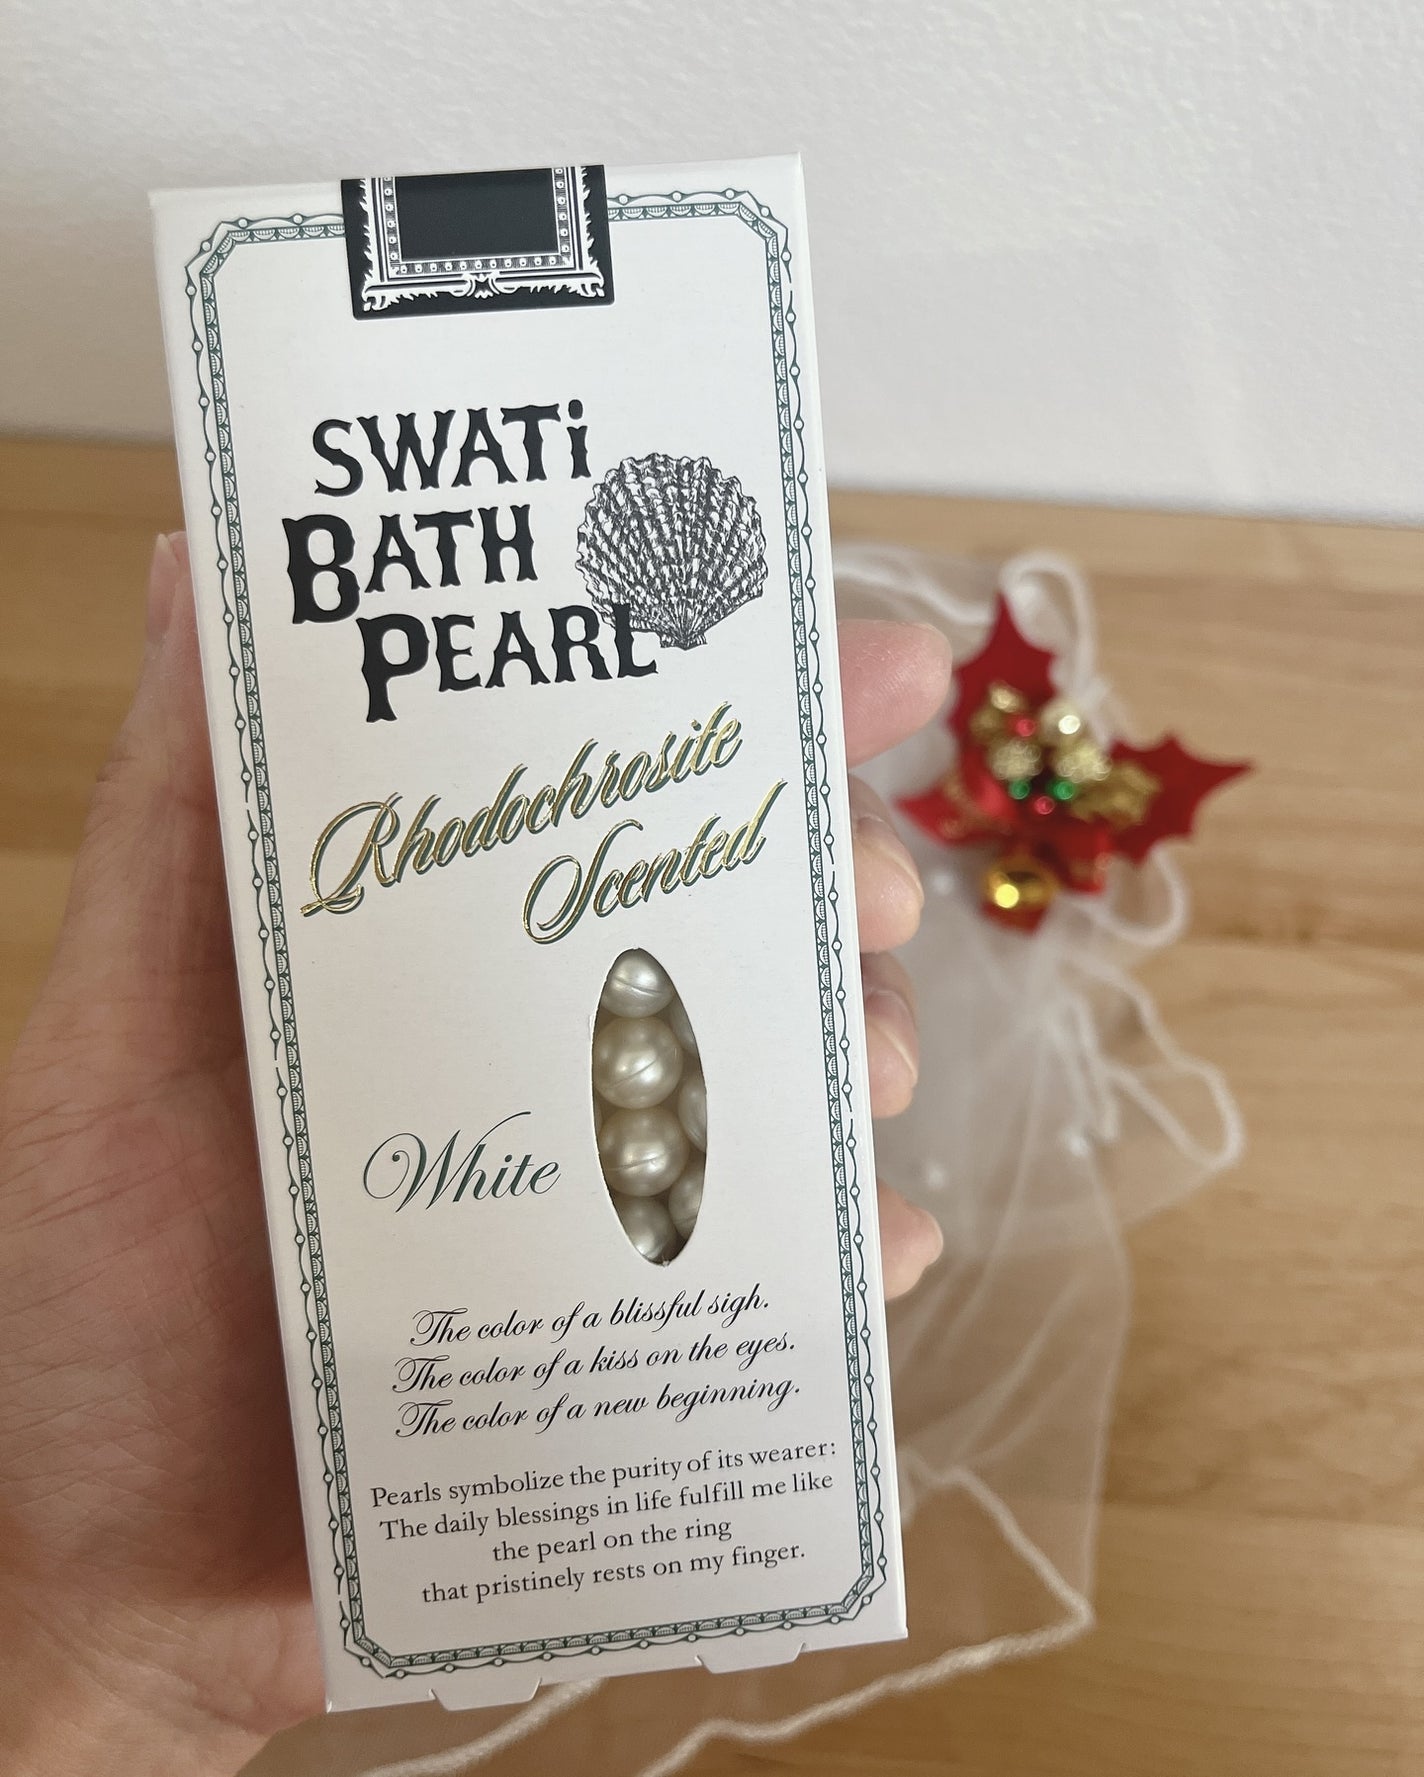 SWATi
BATH
PEARL
Rhodochrosite
Scented
White
The color of a blissful sigh.
The color of a kiss on the eyes.
The color of a new beginning.
Pearls symbolize the purity of its wearer:
The daily blessings in life fulfill me like
the pearl on the ring
that pristinely rests on my finger.